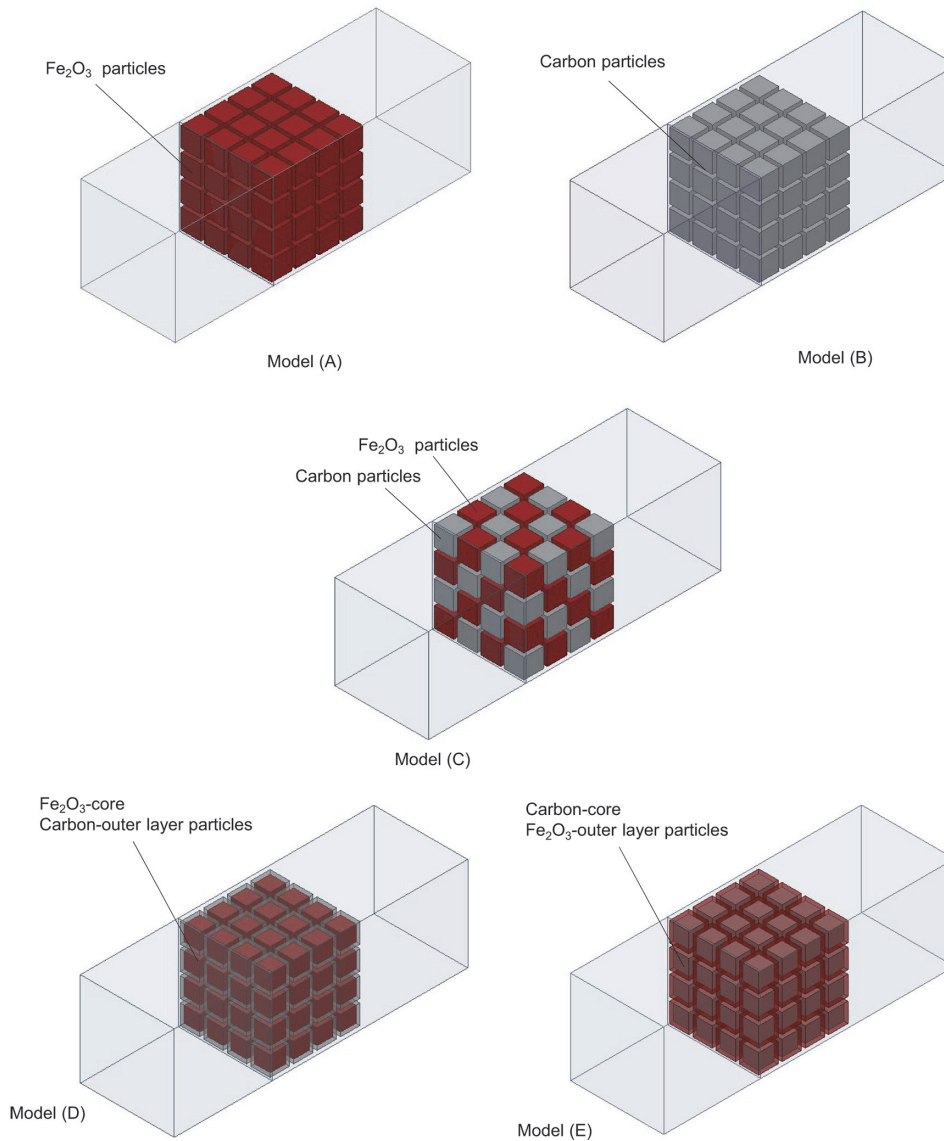 Fe₂O₃ particles
Carbon particles
Model (A)
Model (B)
Fe₂O₃ particles
Carbon particles
Model (C)
Fe₂O₃-core
Carbon-outer layer particles
Carbon-core
Fe₂O₃-outer layer particles
Model (D)
Model (E)